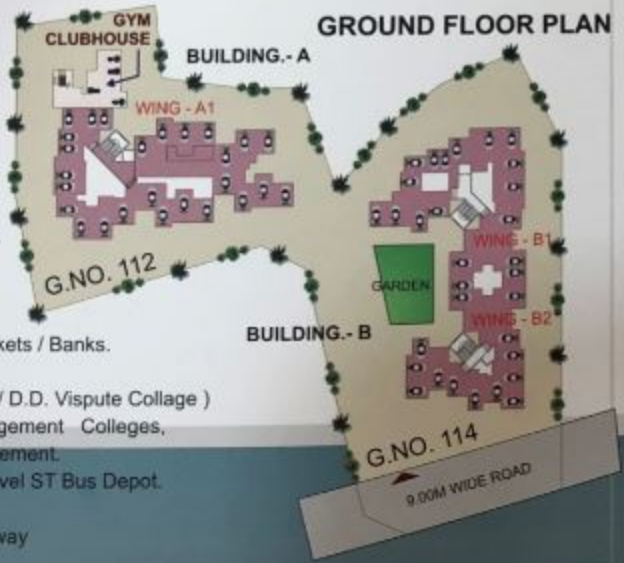 GROUND FLOOR PLAN
GYM
CLUBHOUSE
BUILDING.- A
WING - A1
WING - B1
G.NO. 112
GARDEN
WING - B2
BUILDING.- B
kets / Banks.
/ D.D. Vispute Collage )
gement Colleges,
ement.
vel ST Bus Depot.
way
G.NO. 114
9.00M WIDE ROAD